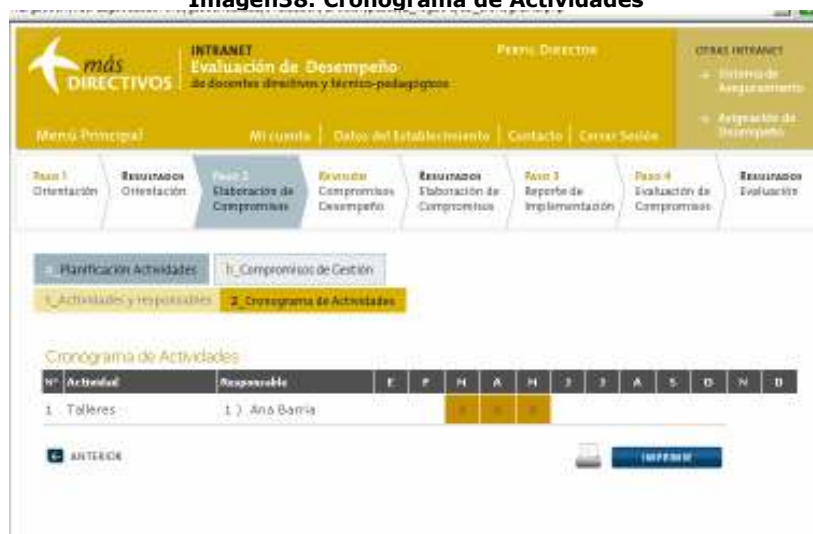 Imagen38. Cronograma de Actividades
más
DIRECTIVOS
INTRANET
Evaluación de Desempeño
de docentes directivos y técnico-pedagógicos
PERFIL DIRECTOR
OTRAS INTRANET
Sistema de
Aseguramiento
Asignación de
Desempeño
Menú Principal
Mi cuenta | Datos del Establecimiento | Contacto | Cerrar Sesión
PASO 1
Orientación
RESULTADOS
Orientación
PASO 2
Elaboración de
Compromisos
REVISIÓN
Compromisos
Desempeño
RESULTADOS
Elaboración de
Compromisos
PASO 3
Reporte de
Implementación
PASO 4
Evaluación de
Compromisos
RESULTADOS
Evaluación
Planificación Actividades
b_Compromisos de Gestión
1_Actividades y responsables
2_Cronograma de Actividades
Cronograma de Actividades
Nº Actividad Responsable E F M A M J J A S O N D
1 Talleres 1 ) Ana Barria
ANTERIOR
IMPRIMIR